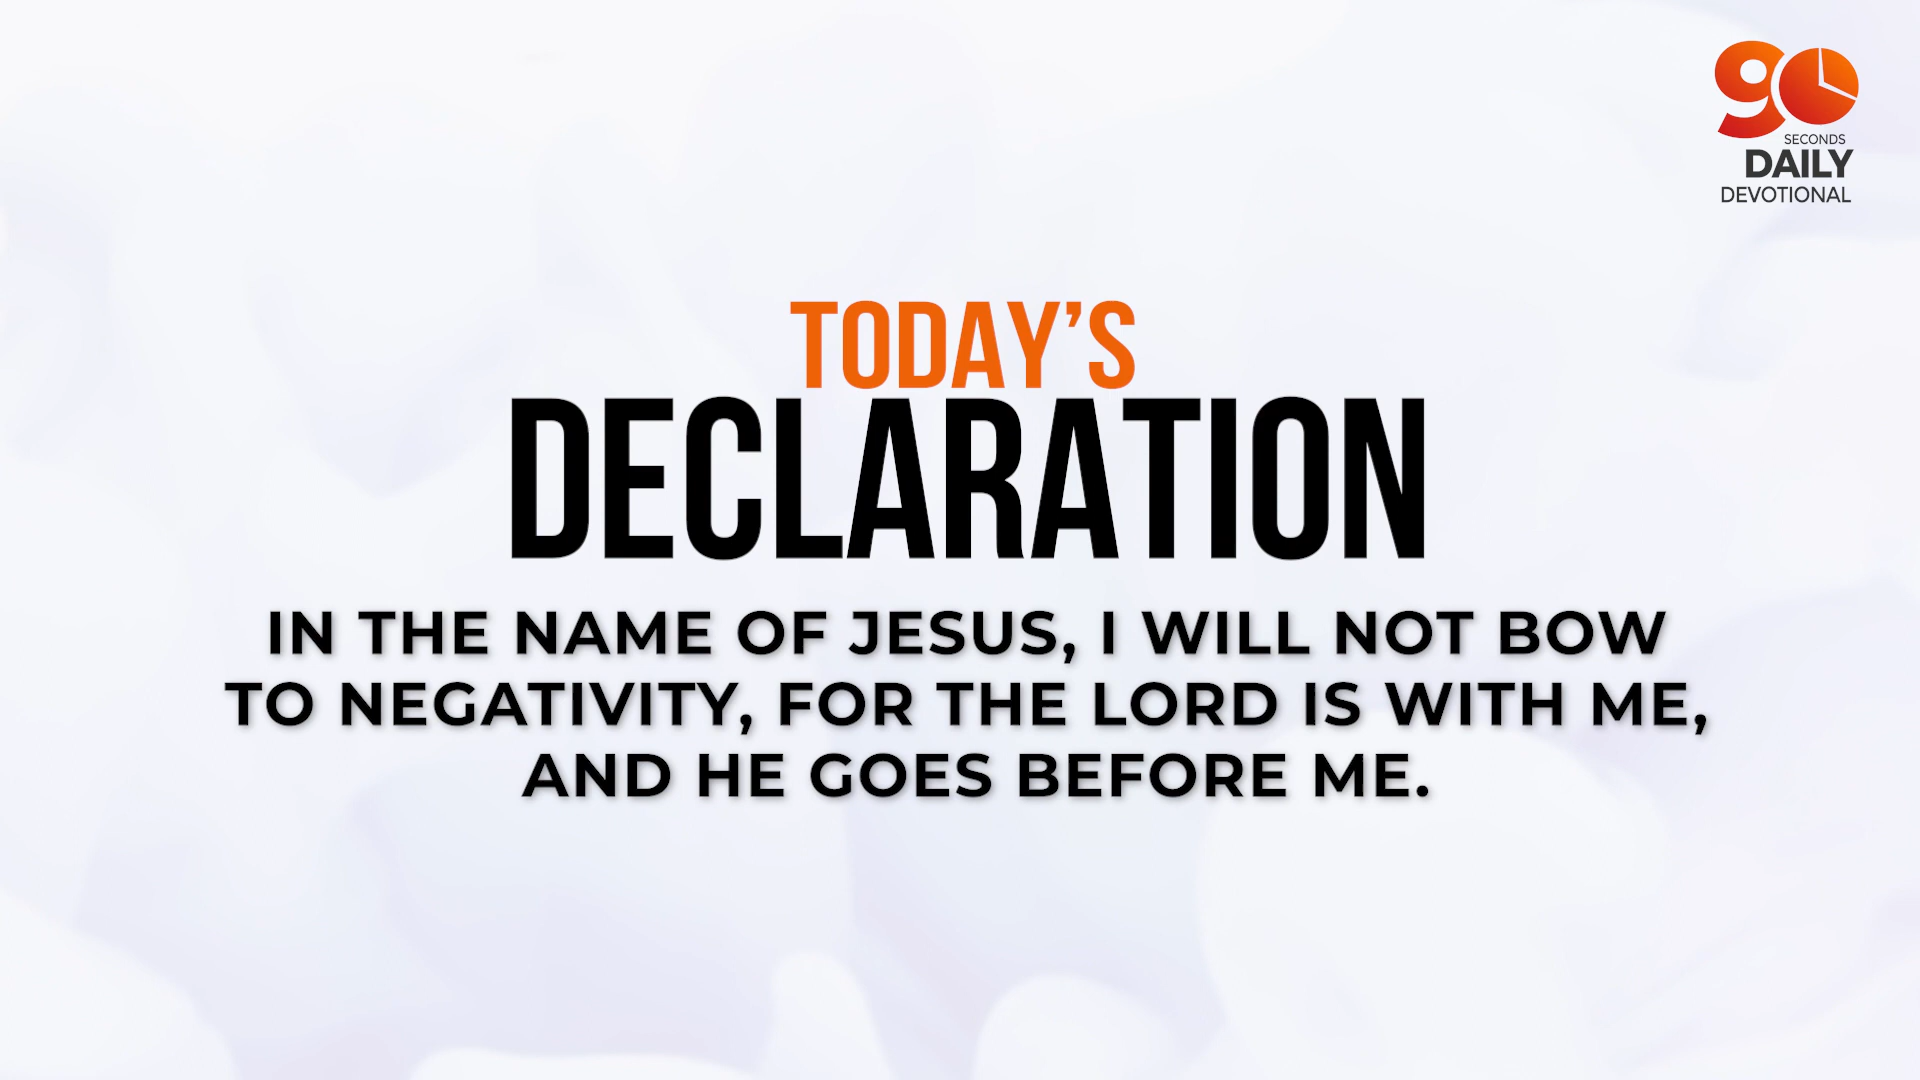 90
SECONDS
DAILY
DEVOTIONAL
TODAY’S
DECLARATION
IN THE NAME OF JESUS, I WILL NOT BOW
TO NEGATIVITY, FOR THE LORD IS WITH ME,
AND HE GOES BEFORE ME.